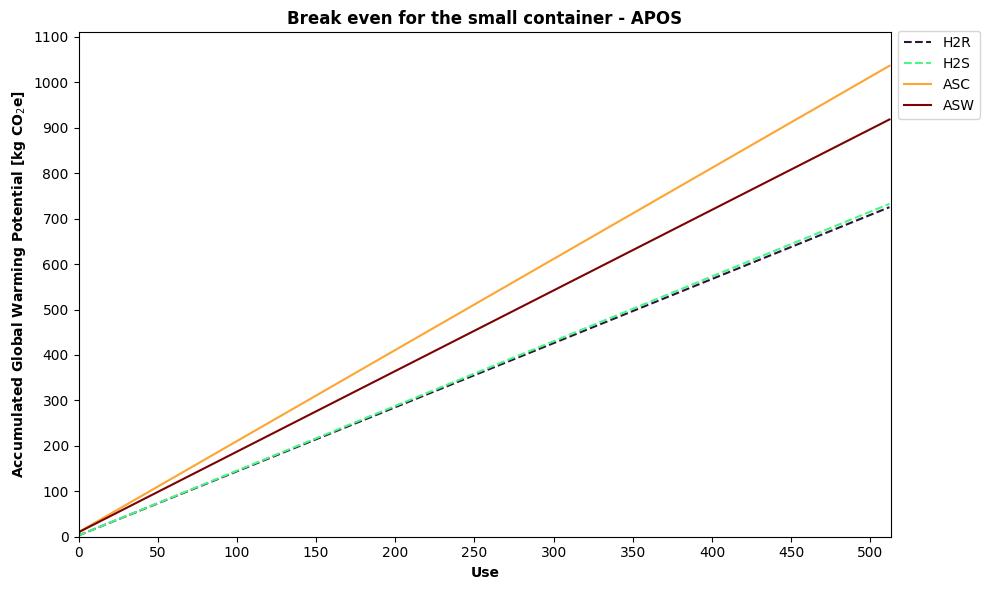 Break even for the small container - APOS
Accumulated Global Warming Potential [kg CO₂e]
1100
1000
900
800
700
600
500
400
300
200
100
0
0 50 100 150 200 250 300 350 400 450 500
Use
H2R
H2S
ASC
ASW